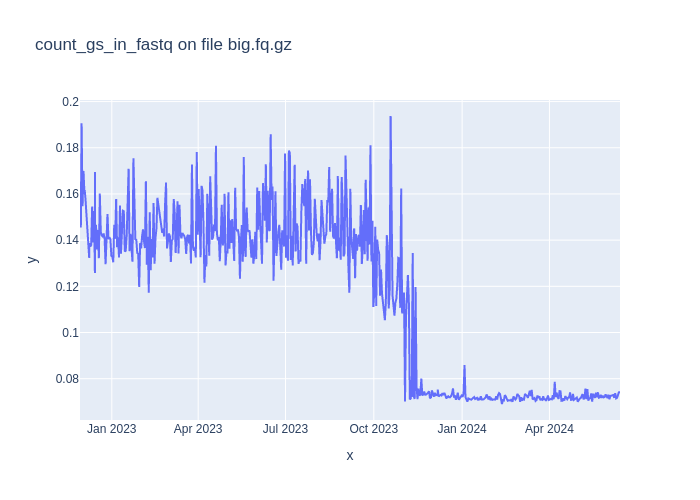 count_gs_in_fastq on file big.fq.gz
0.2
0.18
0.16
0.14
0.12
0.1
0.08
y
Jan 2023 Apr 2023 Jul 2023 Oct 2023 Jan 2024 Apr 2024
x